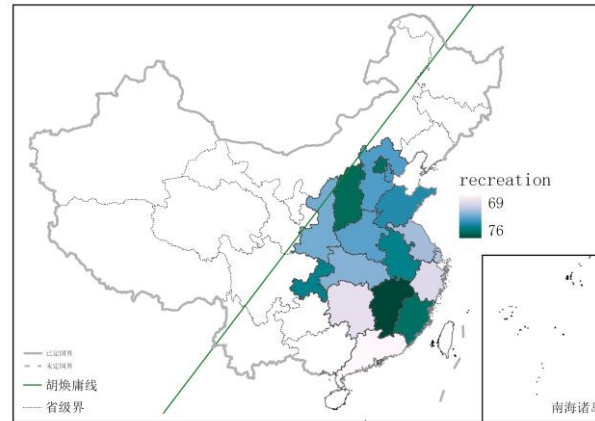 recreation
69
76
已定国界
未定国界
胡焕庸线
省级界
南海诸岛